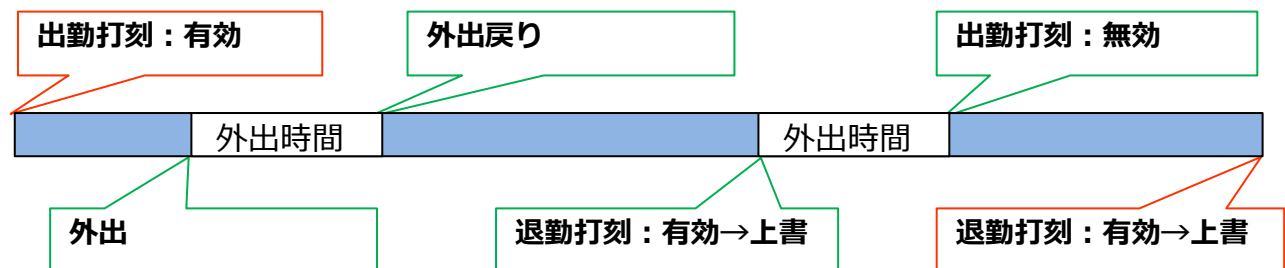 出勤打刻：有効
外出戻り
出勤打刻：無効
外出時間
外出時間
外出
退勤打刻：有効→上書
退勤打刻：有効→上書